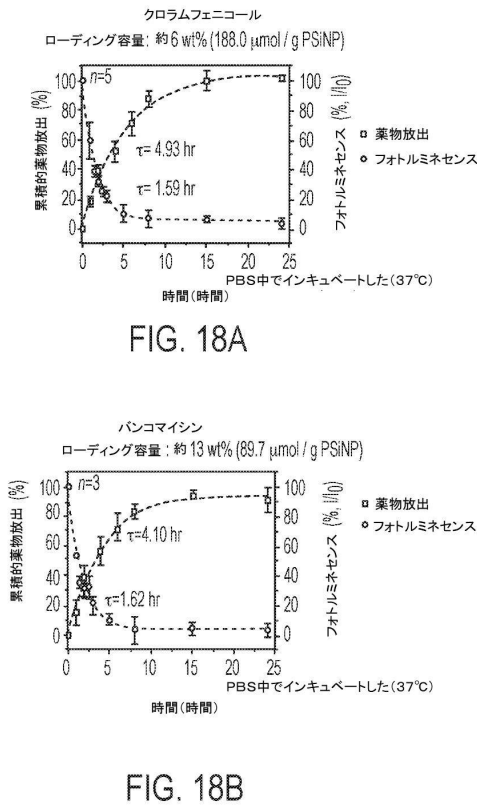 クロラムフェニコール
ローディング容量：約6 wt% (188.0 μmol / g PSiNP)
累積的薬物放出 (%)
100
80
60
40
20
0
n=5
τ= 4.93 hr
τ= 1.59 hr
100
80
60
40
20
0
フォトルミネセンス (%, I/I0)
薬物放出
フォトルミネセンス
0 5 10 15 20 25
PBS中でインキュベートした(37℃)
時間(時間)
FIG. 18A
バンコマイシン
ローディング容量：約13 wt% (89.7 μmol / g PSiNP)
累積的薬物放出 (%)
100
80
60
40
20
0
n=3
τ=4.10 hr
τ=1.62 hr
100
80
60
40
20
0
フォトルミネセンス (%, I/I0)
薬物放出
フォトルミネセンス
0 5 10 15 20 25
PBS中でインキュベートした(37℃)
時間(時間)
FIG. 18B